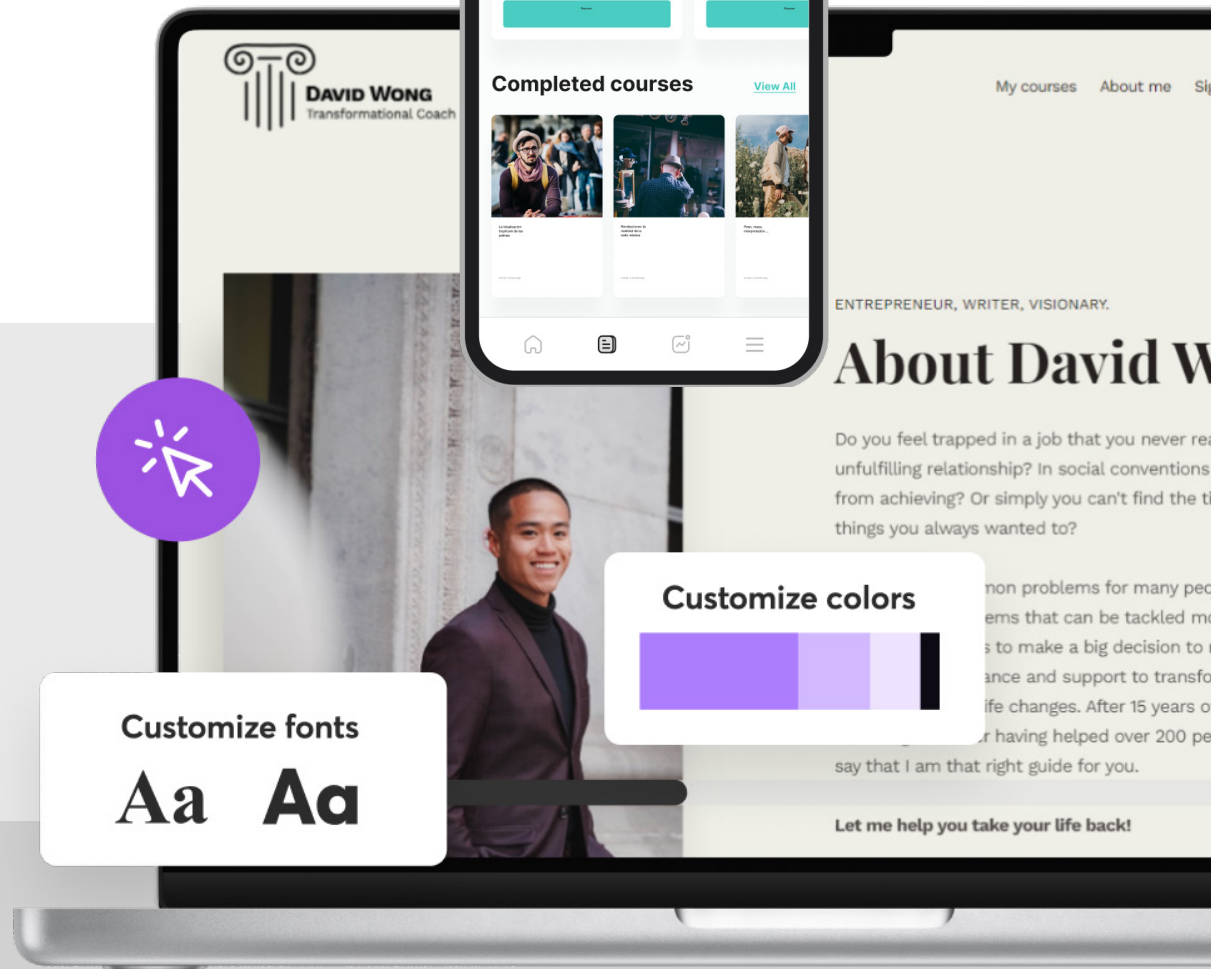 Completed courses
View All
DAVID WONG
Transformational Coach
My courses About me
ENTREPRENEUR, WRITER, VISIONARY.
About David W
Do you feel trapped in a job that you never rea
unfulfilling relationship? In social conventions
from achieving? Or simply you can't find the ti
things you always wanted to?
mon problems for many peo
ems that can be tackled mo
s to make a big decision to
ance and support to transfo
ife changes. After 15 years o
r having helped over 200 pe
say that I am that right guide for you.
Let me help you take your life back!
Customize colors
Customize fonts
Aa Aa